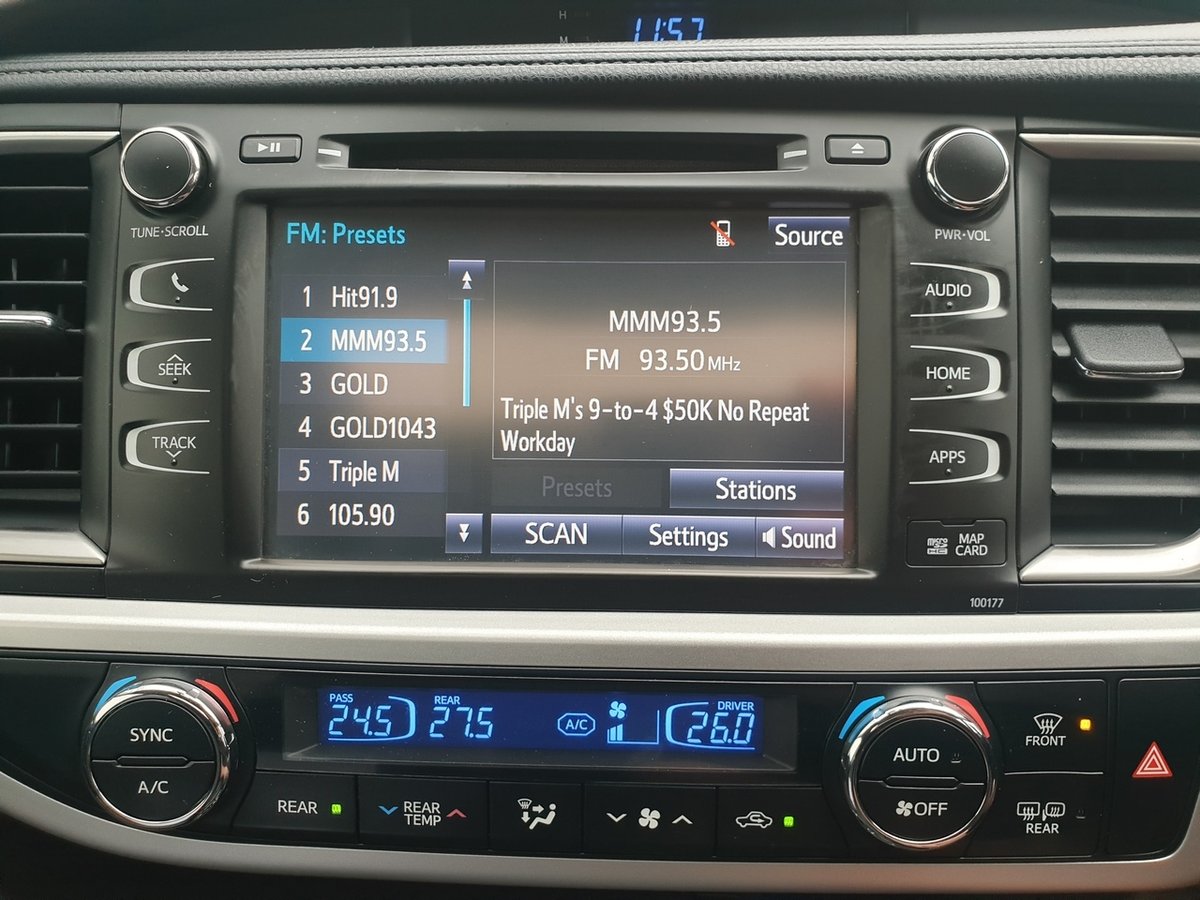 H
M
11:57
TUNE·SCROLL
PWR·VOL
FM: Presets
Source
1 Hit91.9
2 MMM93.5
3 GOLD
4 GOLD1043
5 Triple M
6 105.90
MMM93.5
FM 93.50 MHz
Triple M's 9-to-4 $50K No Repeat
Workday
Presets
Stations
SCAN
Settings
Sound
SEEK
TRACK
AUDIO
HOME
APPS
micro
MAP
CARD
100177
PASS
24.5
REAR
27.5
A/C
DRIVER
26.0
SYNC
A/C
AUTO
OFF
FRONT
REAR
REAR
REAR
TEMP